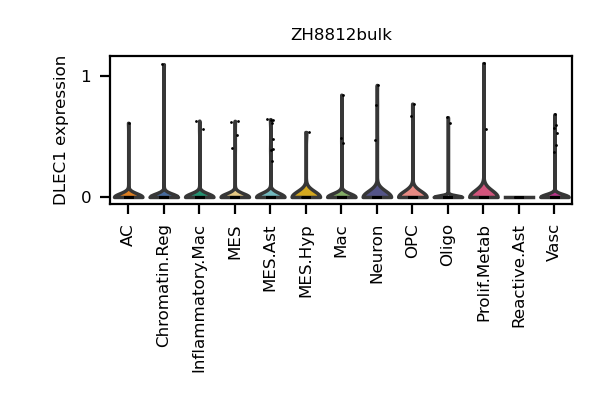 ZH8812bulk
DLEC1 expression
1
0
AC
Chromatin.Reg
Inflammatory.Mac
MES
MES.Ast
MES.Hyp
Mac
Neuron
OPC
Oligo
Prolif.Metab
Reactive.Ast
Vasc